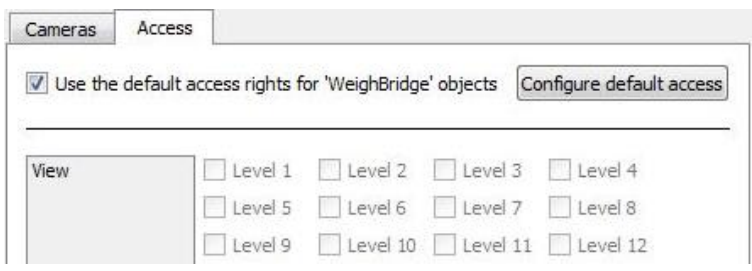 Cameras Access
Use the default access rights for 'WeighBridge' objects Configure default access
View Level 1 Level 2 Level 3 Level 4
Level 5 Level 6 Level 7 Level 8
Level 9 Level 10 Level 11 Level 12